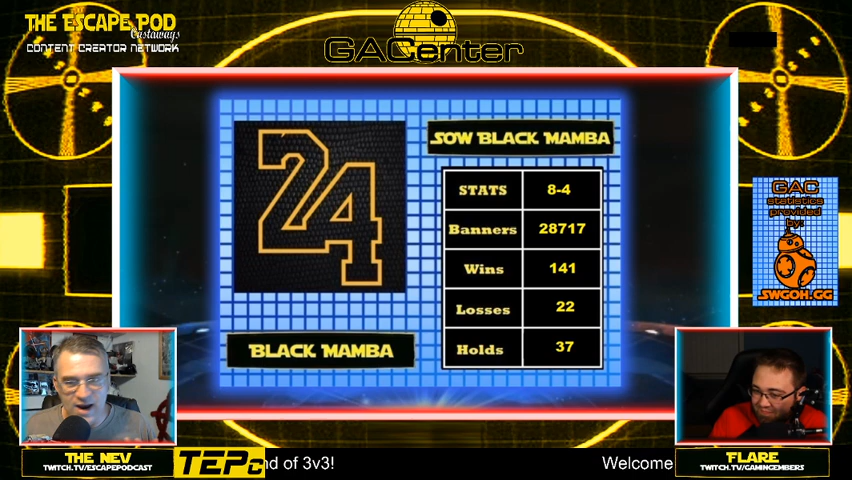 THE ESCAPE POD
Castaways
CONTENT CREATOR NETWORK
GACenter
24
SOW BLACK MAMBA
STATS 8-4
Banners 28717
Wins 141
Losses 22
Holds 37
BLACK MAMBA
GAC
statistics
provided
by:
SWGOH.GG
THE NEV
TWITCH.TV/ESCAPEPODCAST
TEPc
nd of 3v3!
Welcome
FLARE
TWITCH.TV/GAMINGEMBERS